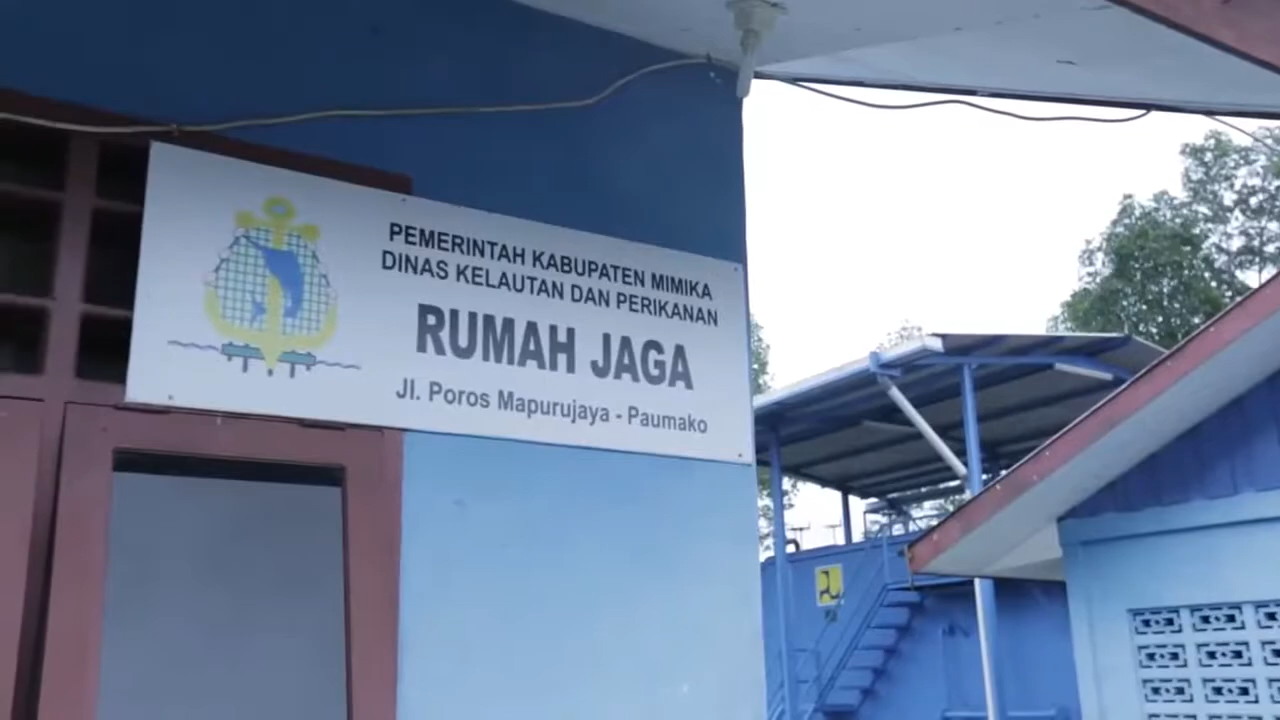 PEMERINTAH KABUPATEN MIMIKA
DINAS KELAUTAN DAN PERIKANAN
RUMAH JAGA
Jl. Poros Mapurujaya - Paumako